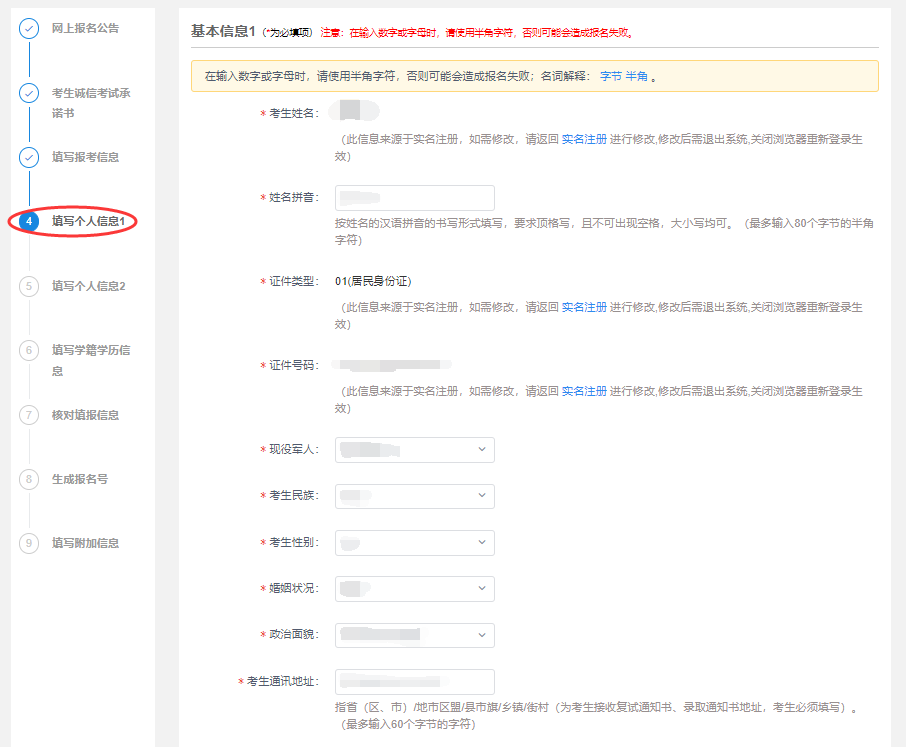 网上报名公告
考生诚信考试承
诺书
填写报考信息
4 填写个人信息1
5 填写个人信息2
6 填写学籍学历信
息
7 核对填报信息
8 生成报名号
9 填写附加信息
基本信息1 (*为必填项) 注意：在输入数字或字母时，请使用半角字符，否则可能会造成报名失败。
在输入数字或字母时，请使用半角字符，否则可能会造成报名失败；名词解释： 字节 半角 。
* 考生姓名：
（此信息来源于实名注册，如需修改，请返回 实名注册 进行修改,修改后需退出系统,关闭浏览器重新登录生
效）
* 姓名拼音：
按姓名的汉语拼音的书写形式填写，要求顶格写，且不可出现空格，大小写均可。（最多输入80个字节的半角
字符）
* 证件类型： 01(居民身份证)
（此信息来源于实名注册，如需修改，请返回 实名注册 进行修改,修改后需退出系统,关闭浏览器重新登录生
效）
* 证件号码：
（此信息来源于实名注册，如需修改，请返回 实名注册 进行修改,修改后需退出系统,关闭浏览器重新登录生
效）
* 现役军人：
* 考生民族：
* 考生性别：
* 婚姻状况：
* 政治面貌：
* 考生通讯地址：
指省（区、市）/地市区盟/县市旗/乡镇/街村（为考生接收复试通知书、录取通知书地址，考生必须填写）。
（最多输入60个字节的字符）